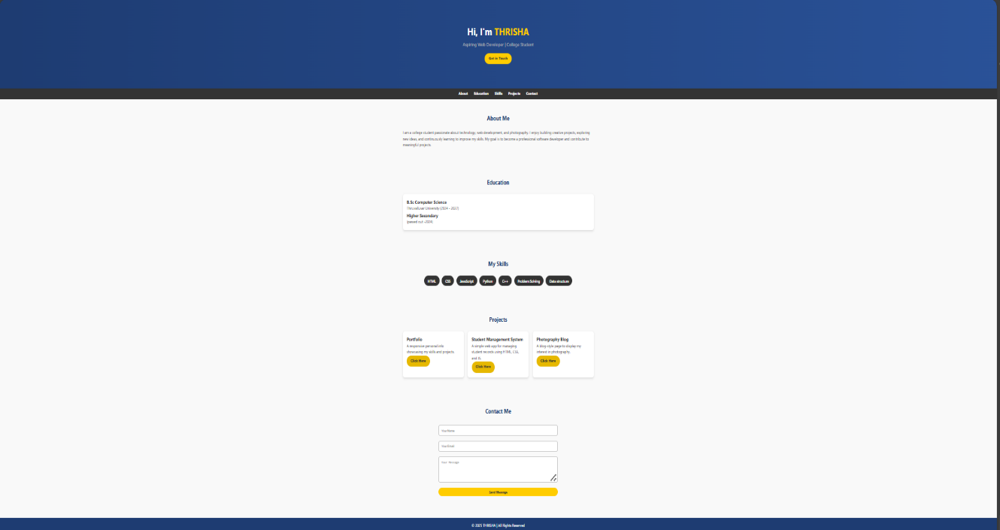 Hi, I'm THRISHA
Aspiring Web Developer | College Student
Get in Touch
About Education Skills Projects Contact
About Me
I am a college student passionate about technology, web development, and photography. I enjoy building creative projects, exploring
new ideas, and continuously learning to improve my skills. My goal is to become a professional software developer and contribute to
meaningful projects.
Education
B.Sc Computer Science
Thiruvalluvar University (2024 - 2027)
Higher Secondary
(passed out -2024)
My Skills
HTML CSS JavaScript Python C++ Problem Solving Data structure
Projects
Portfolio
A responsive personal site
showcasing my skills and projects.
Click Here
Student Management System
A simple web app for managing
student records using HTML, CSS,
and JS.
Click Here
Photography Blog
A blog-style page to display my
interest in photography.
Click Here
Contact Me
Your Name
Your Email
Your Message
Send Message
© 2025 THRISHA | All Rights Reserved